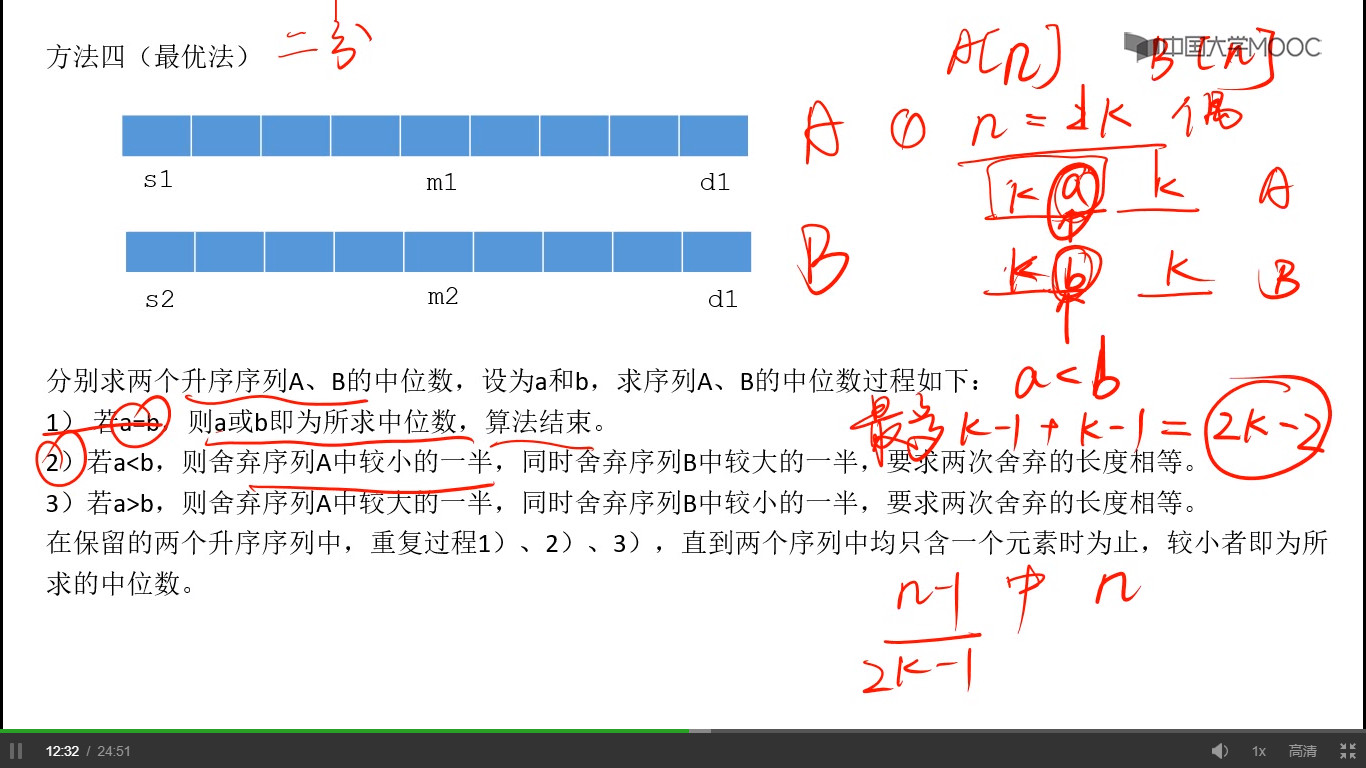 方法四（最优法） 二分
中国大学MOOC
A[n] B[n]
A ① n = 2k 偶
s1 m1 d1
k a k A
B k b k B
s2 m2 d1
分别求两个升序序列A、B的中位数，设为a和b，求序列A、B的中位数过程如下：
a<b
1） 若a=b，则a或b即为所求中位数，算法结束。
最高 k-1 + k-1 = 2k-2
2）若a<b，则舍弃序列A中较小的一半，同时舍弃序列B中较大的一半，要求两次舍弃的长度相等。
3）若a>b，则舍弃序列A中较大的一半，同时舍弃序列B中较小的一半，要求两次舍弃的长度相等。
在保留的两个升序序列中，重复过程1）、2）、3），直到两个序列中均只含一个元素时为止，较小者即为所
求的中位数。
n-1 中 n
2k-1
12:32 / 24:51 1x 高清